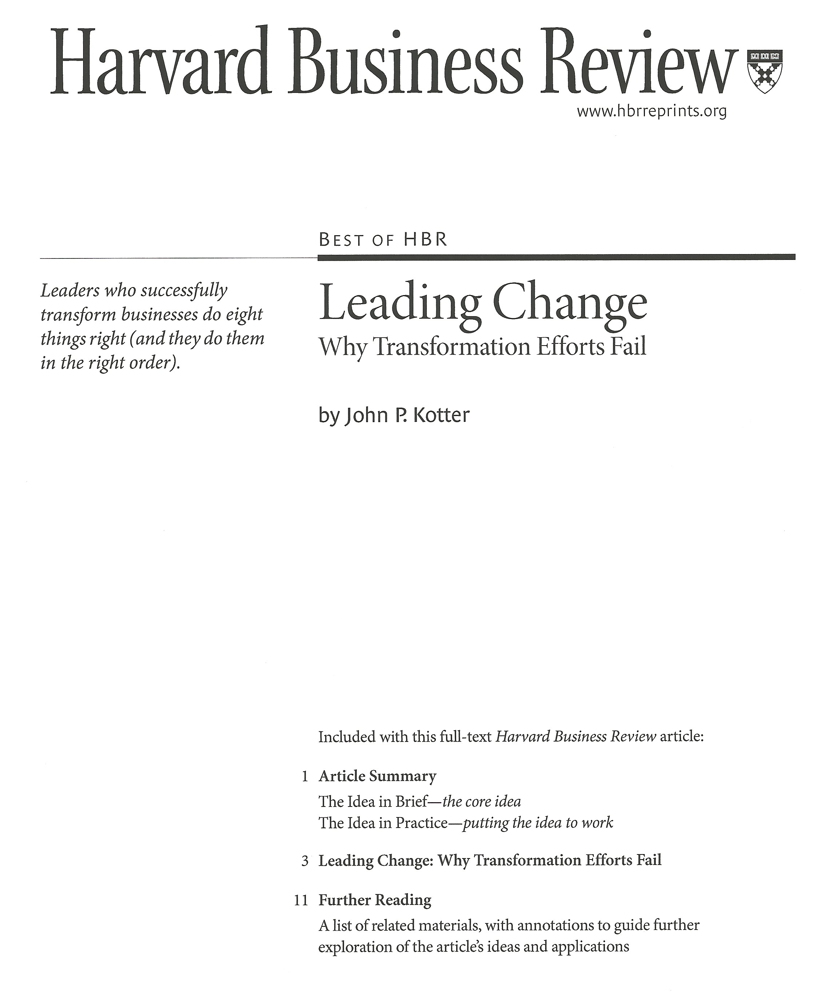 Harvard Business Review
www.hbrreprints.org
BEST OF HBR
Leaders who successfully
transform businesses do eight
things right (and they do them
in the right order).
Leading Change
Why Transformation Efforts Fail
by John P. Kotter
Included with this full-text Harvard Business Review article:
1 Article Summary
The Idea in Brief—the core idea
The Idea in Practice—putting the idea to work
3 Leading Change: Why Transformation Efforts Fail
11 Further Reading
A list of related materials, with annotations to guide further
exploration of the article's ideas and applications